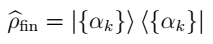 ρ̂_fin = |{α_k}⟩ ⟨{α_k}|